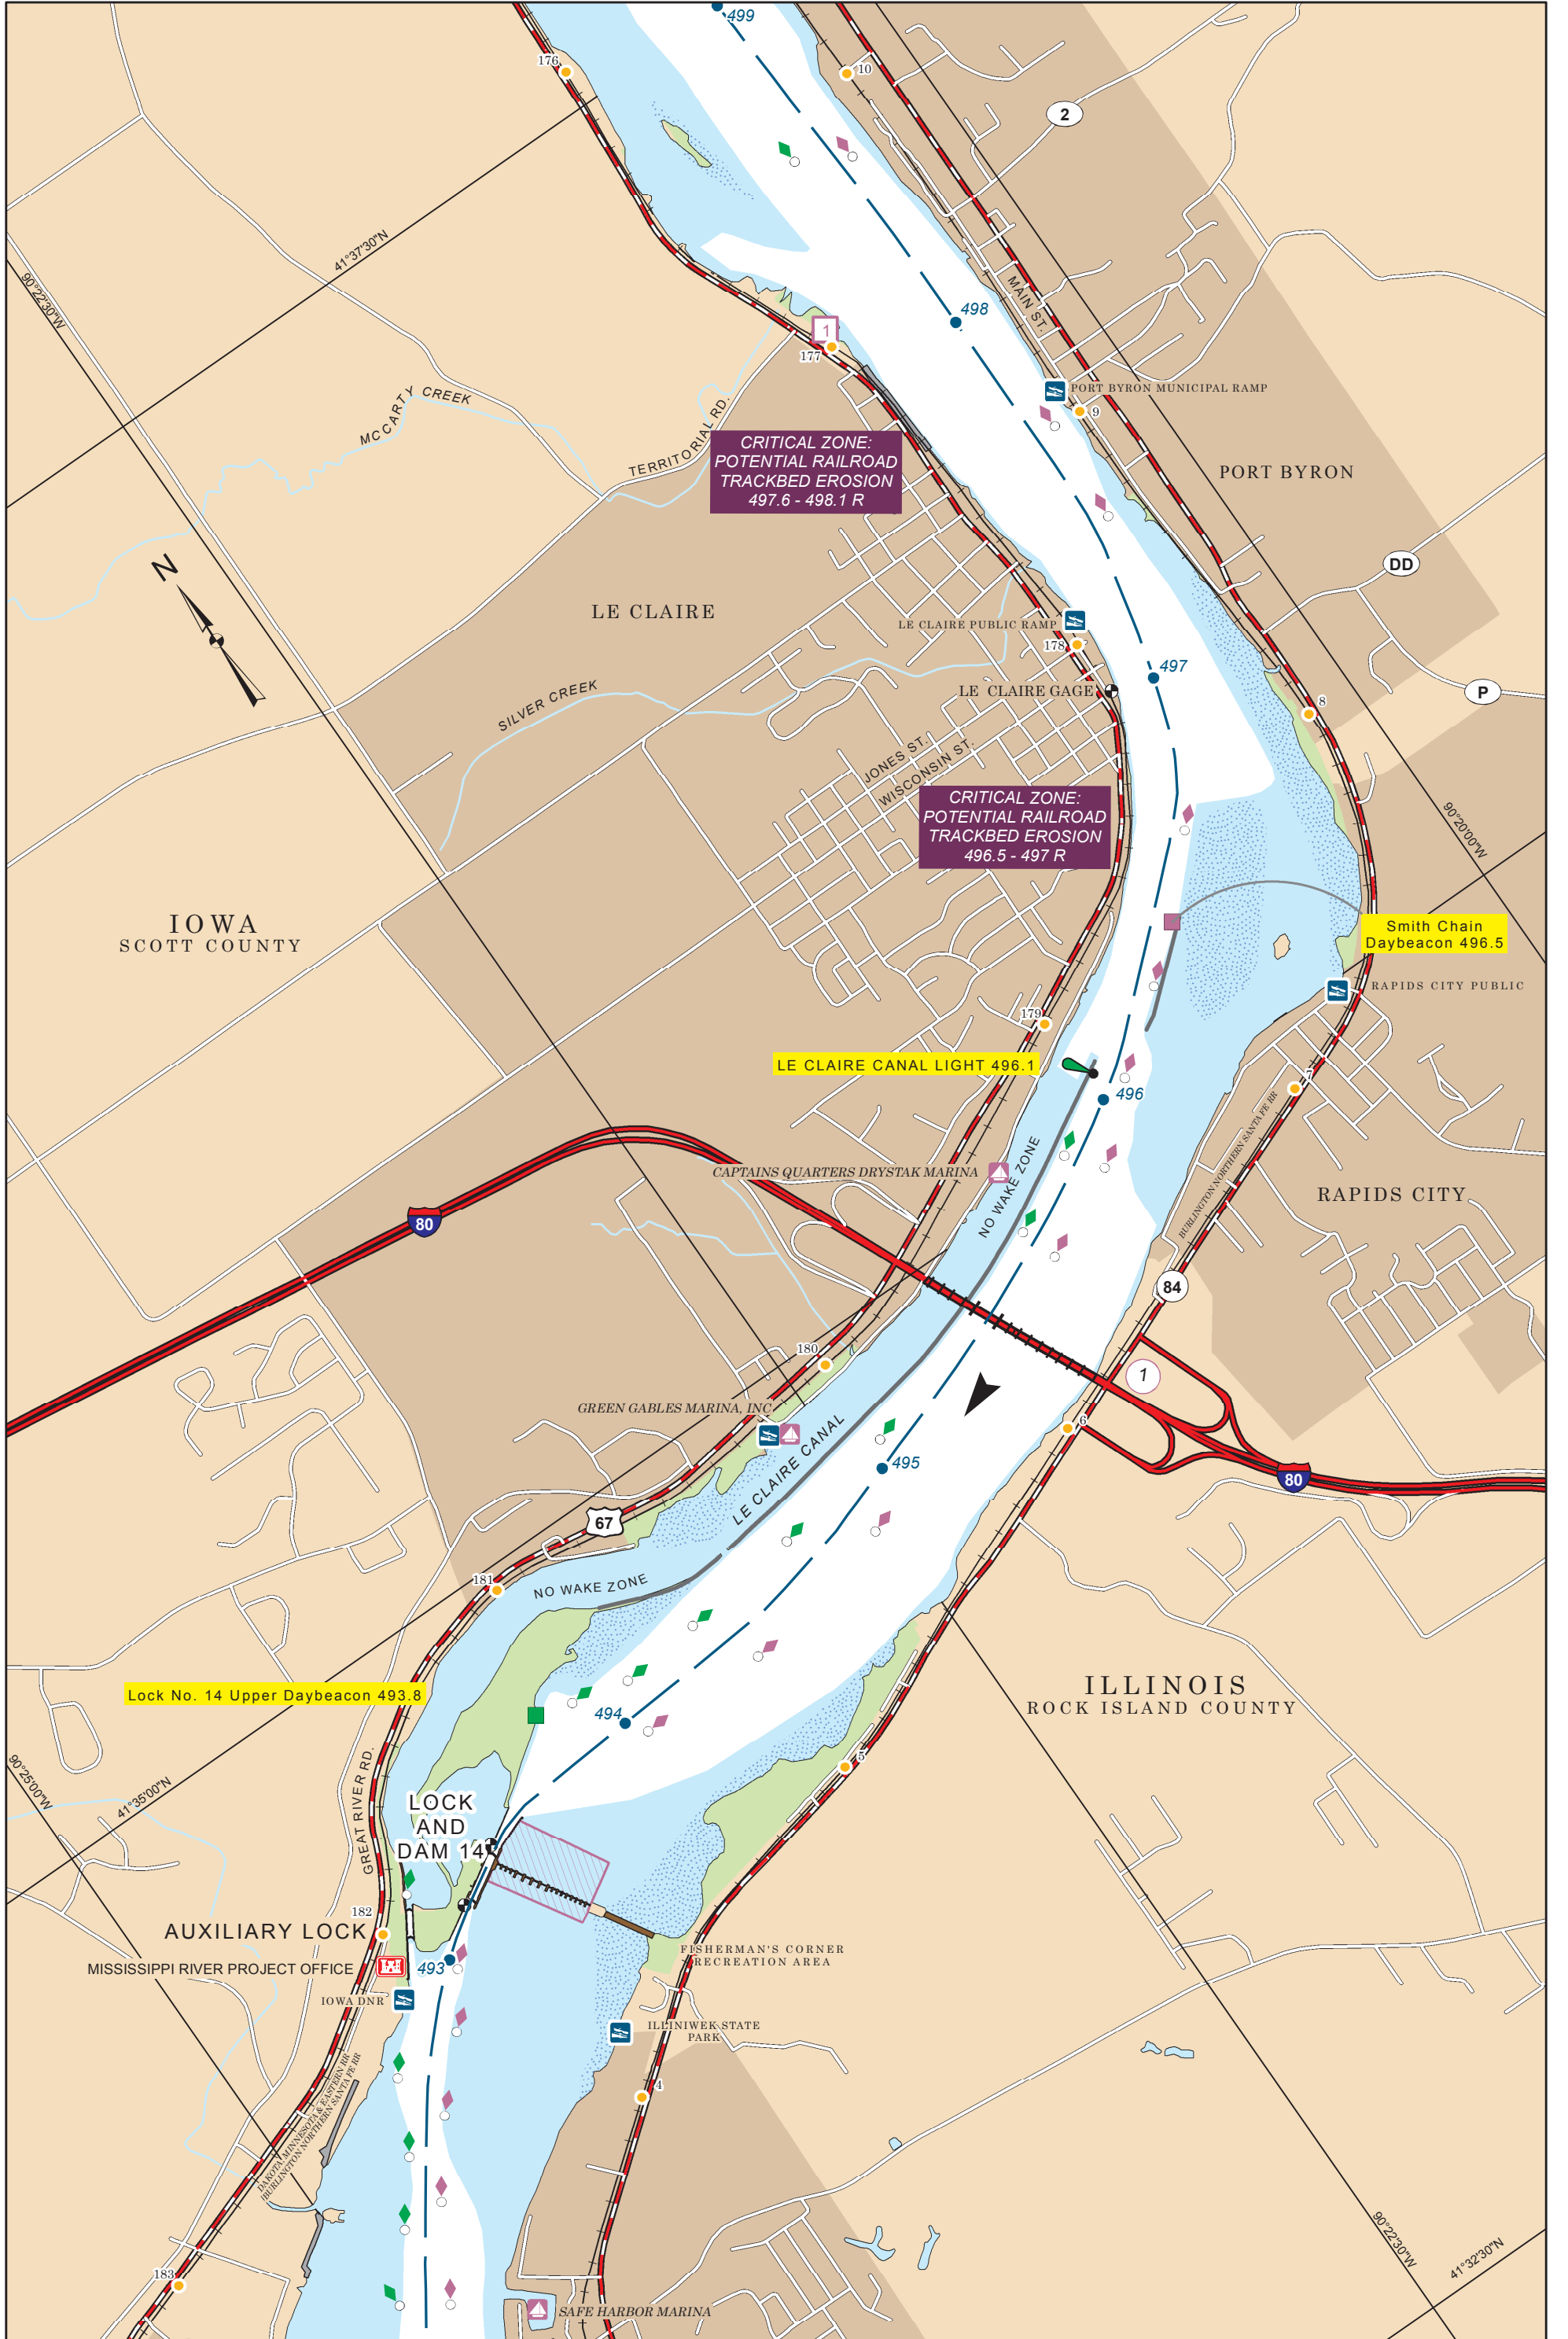 499
176
10
2
41°37'30"N
90°22'30"W
498
MAIN ST.
1
177
PORT BYRON MUNICIPAL RAMP
9
MCCARTY CREEK
TERRITORIAL RD.
CRITICAL ZONE:
POTENTIAL RAILROAD
TRACKBED EROSION
497.6 - 498.1 R
PORT BYRON
N
DD
LE CLAIRE
LE CLAIRE PUBLIC RAMP
178
497
LE CLAIRE GAGE
P
8
SILVER CREEK
JONES ST.
WISCONSIN ST.
CRITICAL ZONE:
POTENTIAL RAILROAD
TRACKBED EROSION
496.5 - 497 R
90°20'00"W
IOWA
SCOTT COUNTY
Smith Chain
Daybeacon 496.5
RAPIDS CITY PUBLIC
179
LE CLAIRE CANAL LIGHT 496.1
7
496
BURLINGTON NORTHERN SANTA FE RR
NO WAKE ZONE
CAPTAINS QUARTERS DRYSTAK MARINA
RAPIDS CITY
80
84
180
1
GREEN GABLES MARINA, INC
6
LE CLAIRE CANAL
495
80
67
181
NO WAKE ZONE
ILLINOIS
ROCK ISLAND COUNTY
Lock No. 14 Upper Daybeacon 493.8
494
5
90°25'00"W
41°35'00"N
GREAT RIVER RD.
LOCK
AND
DAM 14
182
AUXILIARY LOCK
MISSISSIPPI RIVER PROJECT OFFICE
493
FISHERMAN'S CORNER
RECREATION AREA
IOWA DNR
ILLINIWEK STATE
PARK
4
DAKOTA, MINNESOTA & EASTERN RR
/BURLINGTON NORTHERN SANTA FE RR
90°22'30"W
41°32'30"N
183
SAFE HARBOR MARINA